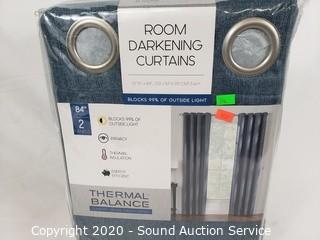 ROOM
DARKENING
CURTAINS
BLOCKS 99% OF OUTSIDE LIGHT
84"
2
BLOCKS 99% OF
OUTSIDE LIGHT
PRIVACY
THERMAL
INSULATION
ENERGY
EFFICIENT
THERMAL
BALANCE
Copyright 2020 - Sound Auction Service